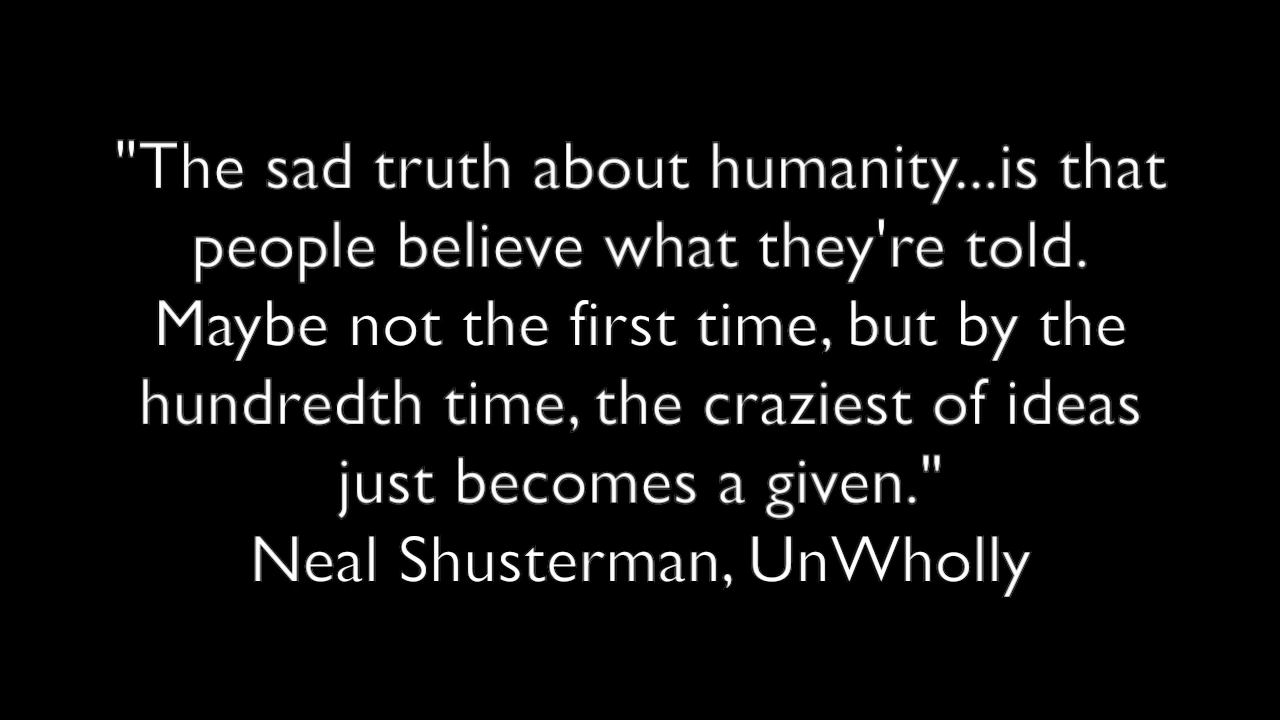 "The sad truth about humanity...is that
people believe what they're told.
Maybe not the first time, but by the
hundredth time, the craziest of ideas
just becomes a given."
Neal Shusterman, UnWholly